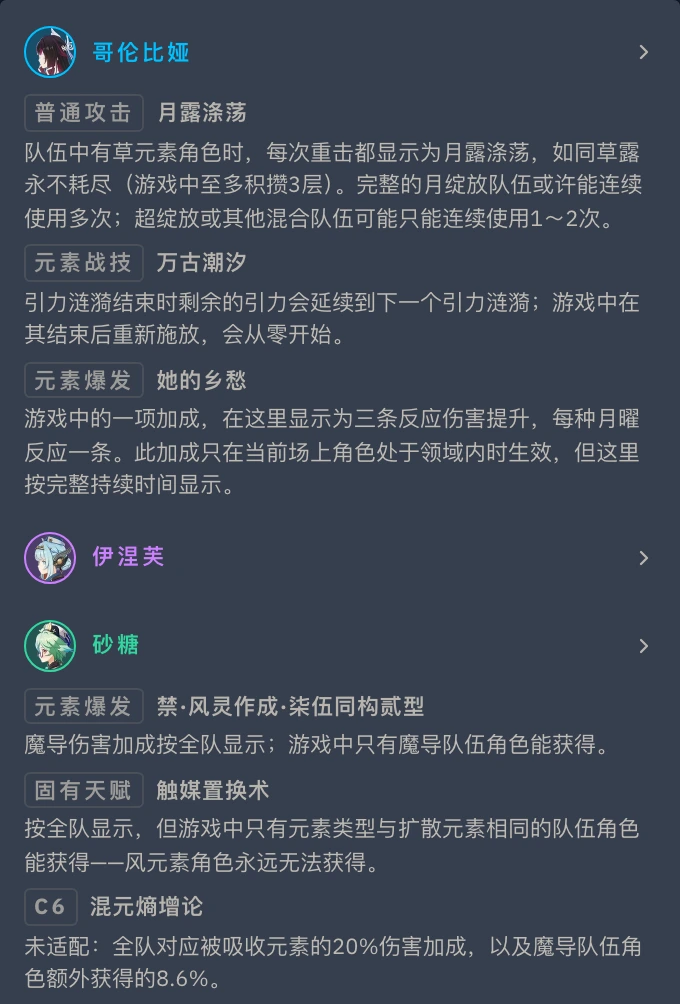 哥伦比娅
普通攻击 月露涤荡
队伍中有草元素角色时，每次重击都显示为月露涤荡，如同草露
永不耗尽（游戏中至多积攒3层）。完整的月绽放队伍或许能连续
使用多次；超绽放或其他混合队伍可能只能连续使用1～2次。
元素战技 万古潮汐
引力涟漪结束时剩余的引力会延续到下一个引力涟漪；游戏中在
其结束后重新施放，会从零开始。
元素爆发 她的乡愁
游戏中的一项加成，在这里显示为三条反应伤害提升，每种月曜
反应一条。此加成只在当前场上角色处于领域内时生效，但这里
按完整持续时间显示。
伊涅芙
砂糖
元素爆发 禁·风灵作成·柒伍同构贰型
魔导伤害加成按全队显示；游戏中只有魔导队伍角色能获得。
固有天赋 触媒置换术
按全队显示，但游戏中只有元素类型与扩散元素相同的队伍角色
能获得——风元素角色永远无法获得。
C6 混元熵增论
未适配：全队对应被吸收元素的20%伤害加成，以及魔导队伍角
色额外获得的8.6%。